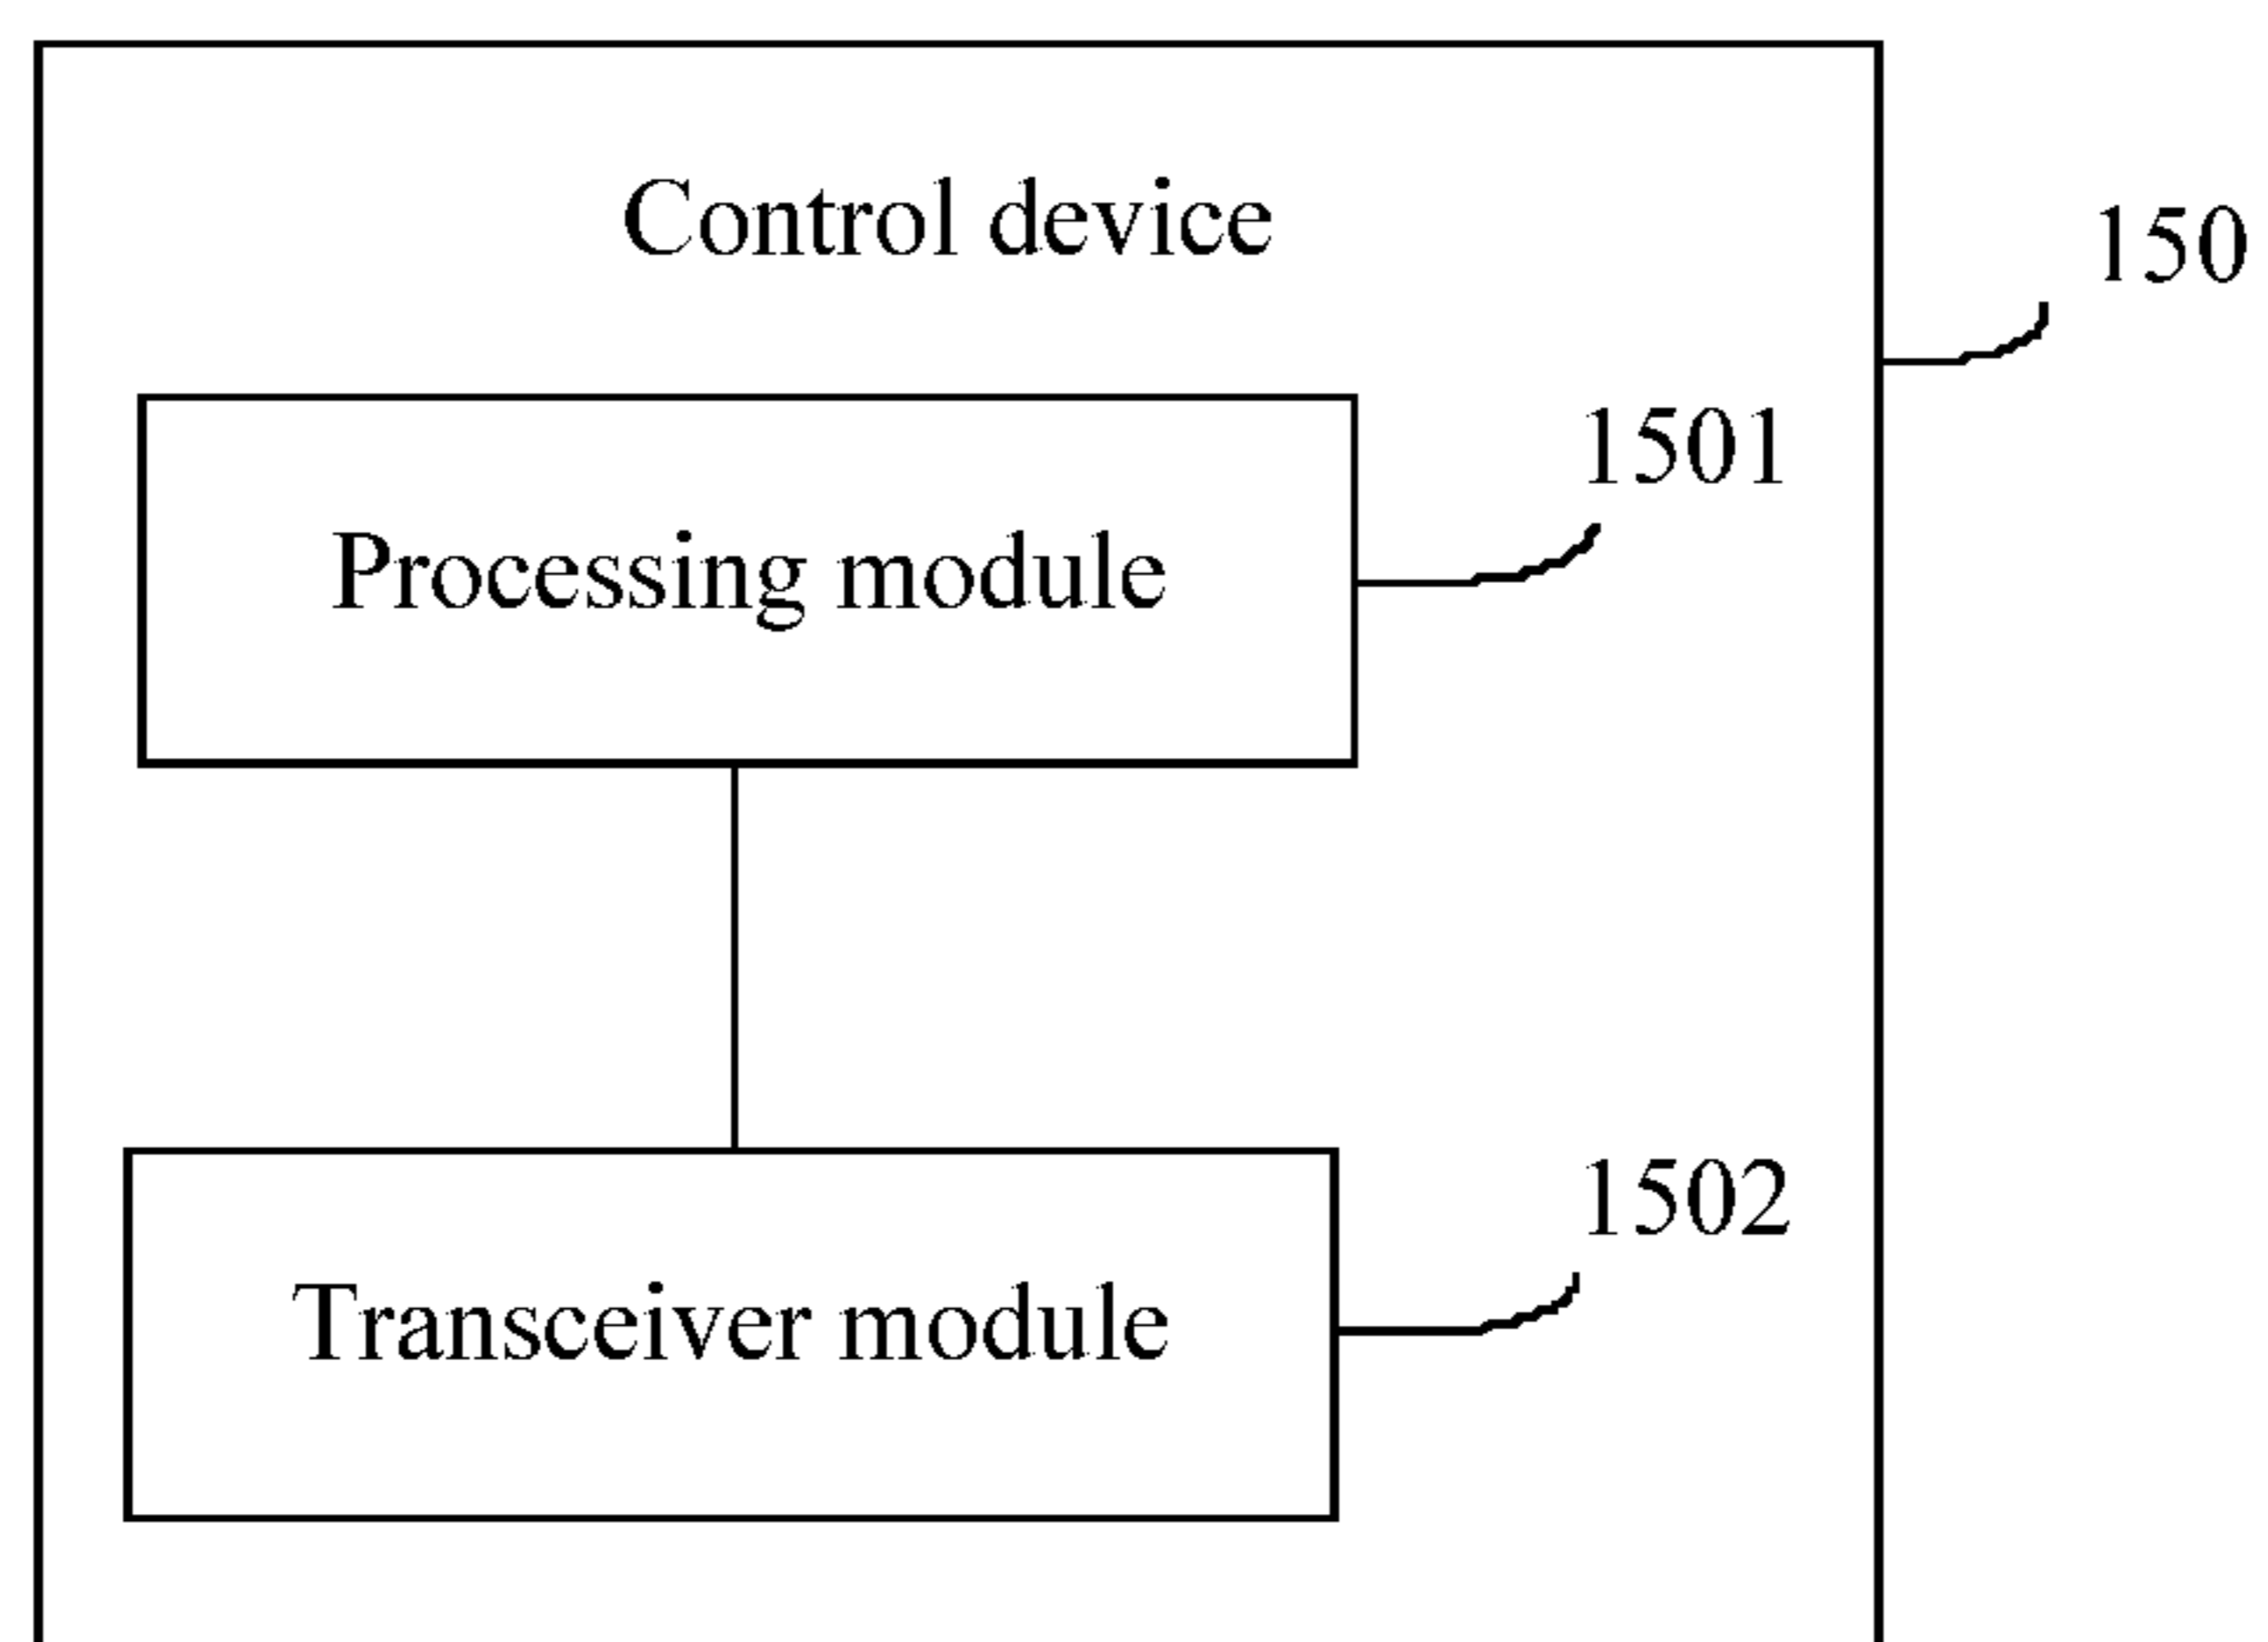 Control device
150
1501
Processing module
1502
Transceiver module